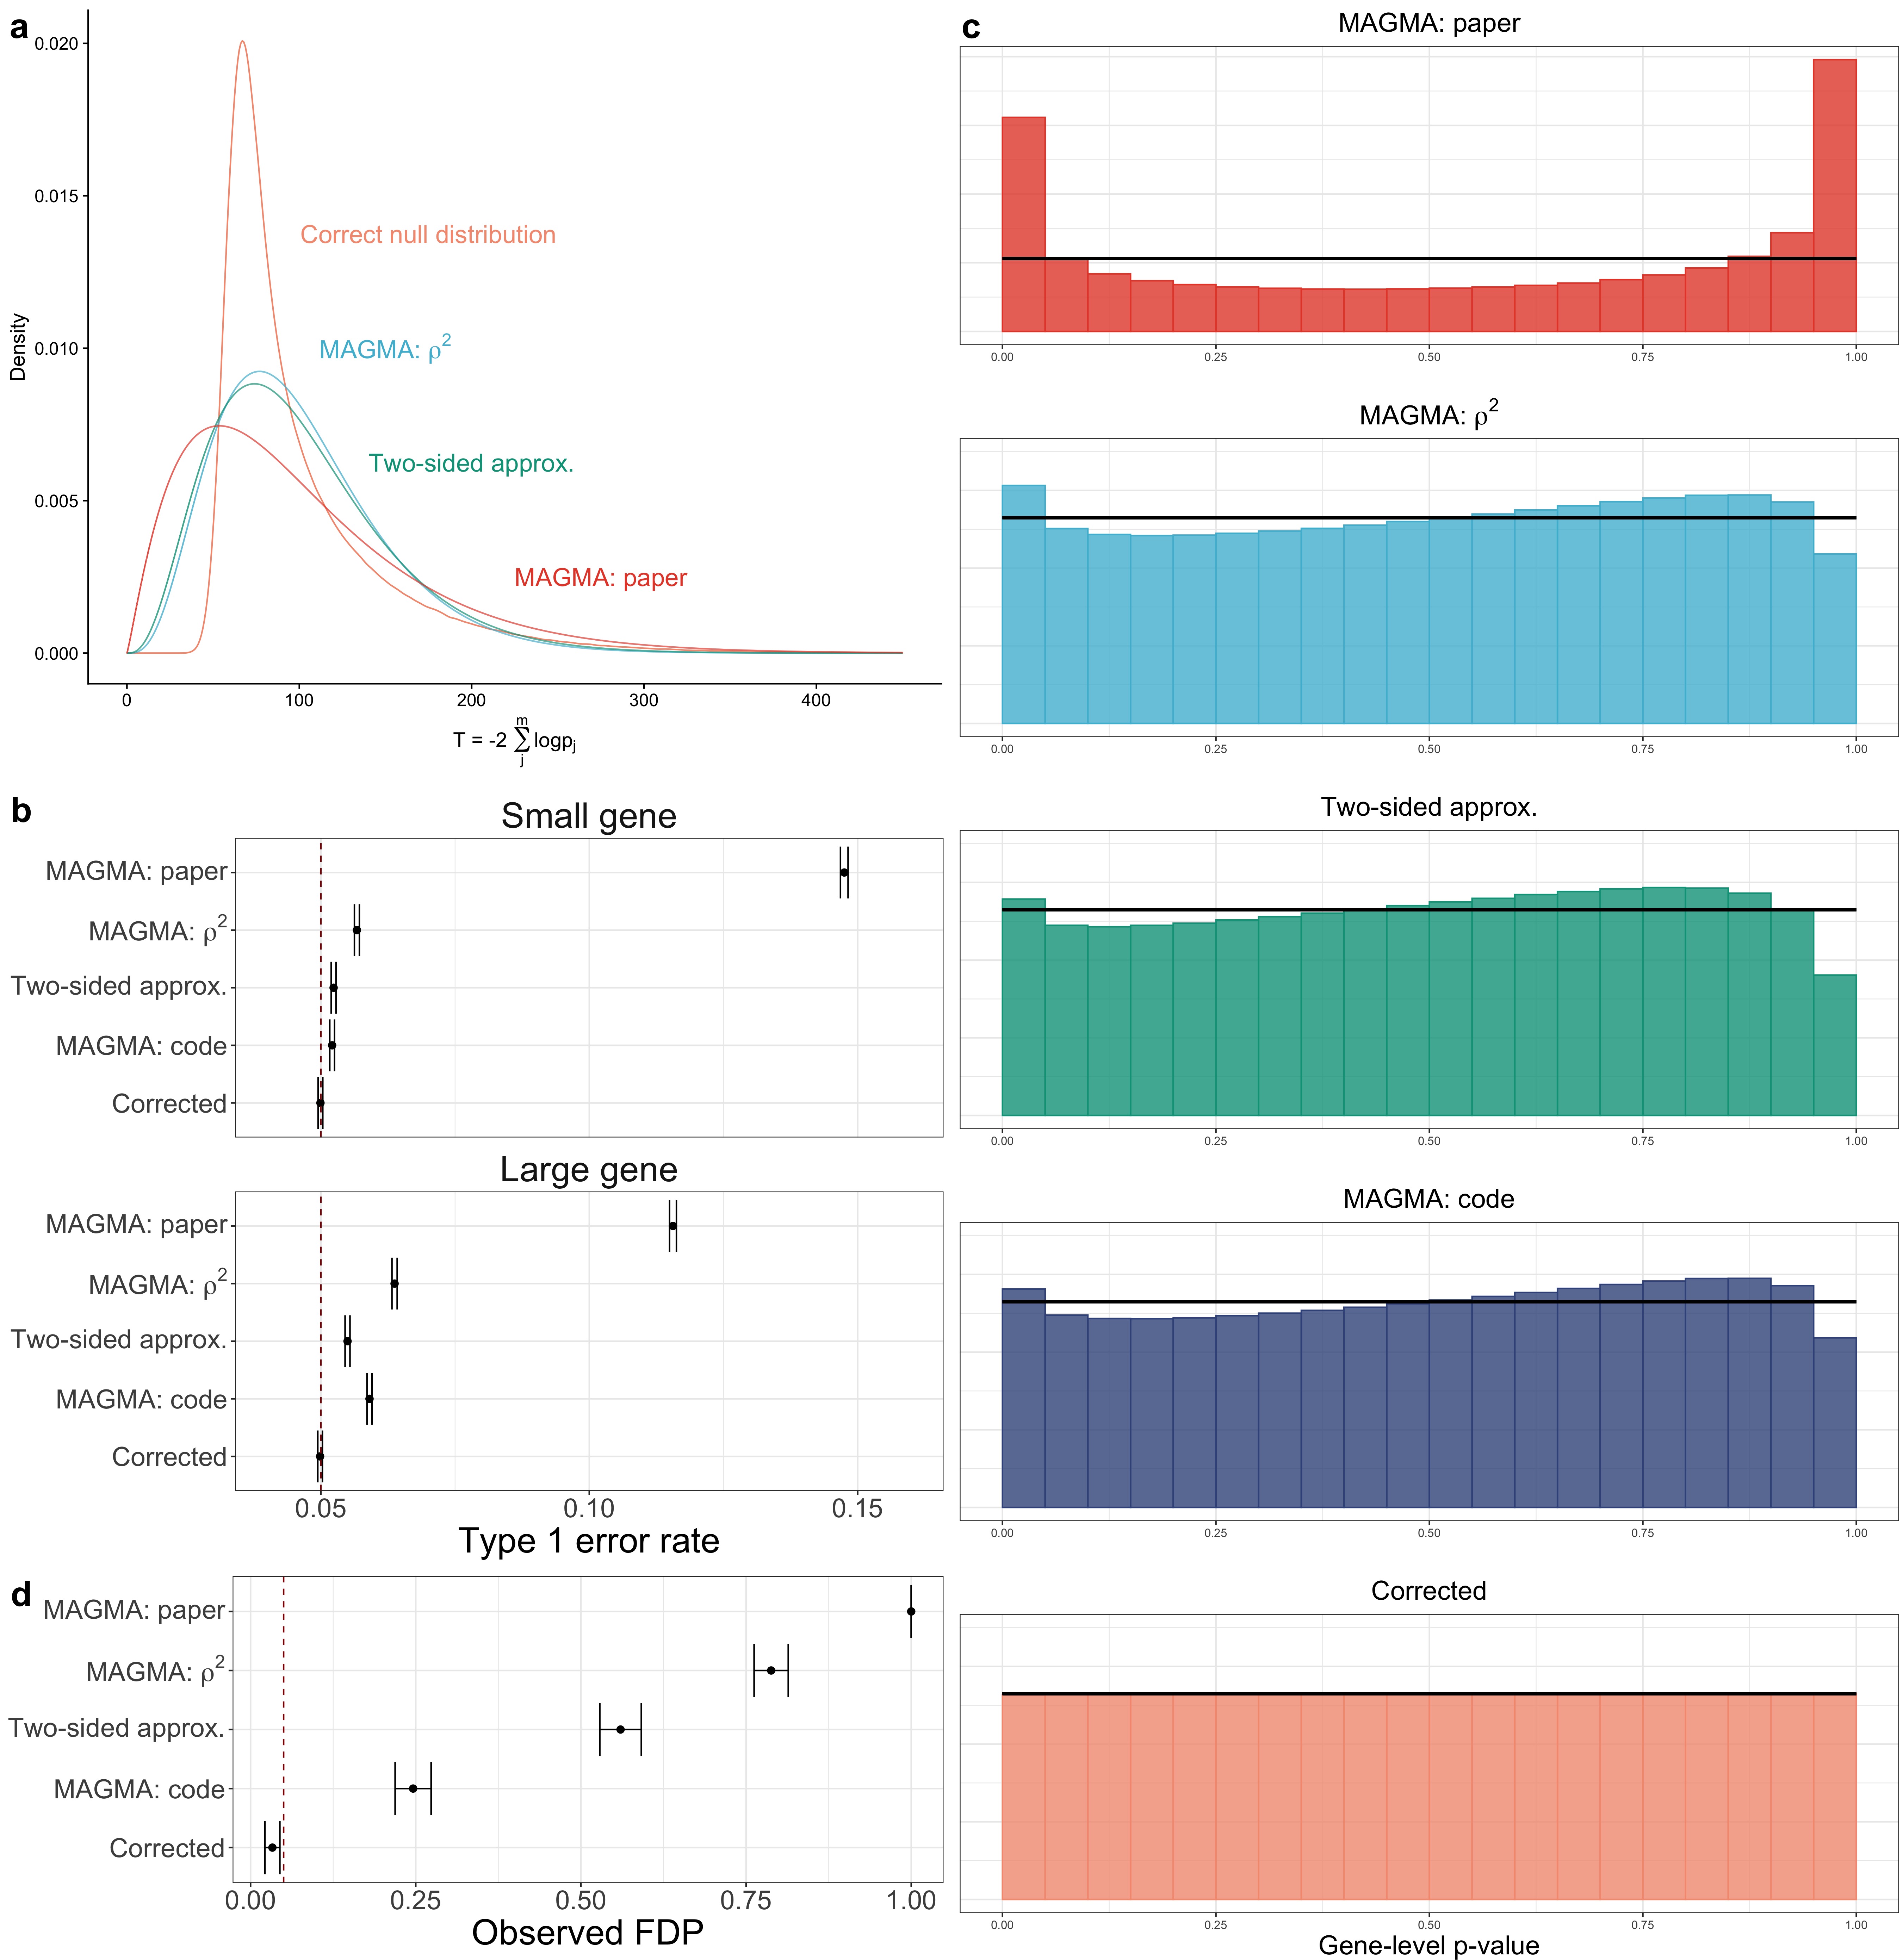 a
0.020
0.015
0.010
0.005
0.000
Density
Correct null distribution
MAGMA: ρ²
Two-sided approx.
MAGMA: paper
0 100 200 300 400
T = -2 ∑ⱼᵐ logpⱼ
b
Small gene
MAGMA: paper
MAGMA: ρ²
Two-sided approx.
MAGMA: code
Corrected
Large gene
MAGMA: paper
MAGMA: ρ²
Two-sided approx.
MAGMA: code
Corrected
0.05 0.10 0.15
Type 1 error rate
c
MAGMA: paper
0.00 0.25 0.50 0.75 1.00
MAGMA: ρ²
0.00 0.25 0.50 0.75 1.00
Two-sided approx.
0.00 0.25 0.50 0.75 1.00
MAGMA: code
0.00 0.25 0.50 0.75 1.00
Corrected
0.00 0.25 0.50 0.75 1.00
Gene-level p-value
d
MAGMA: paper
MAGMA: ρ²
Two-sided approx.
MAGMA: code
Corrected
0.00 0.25 0.50 0.75 1.00
Observed FDP